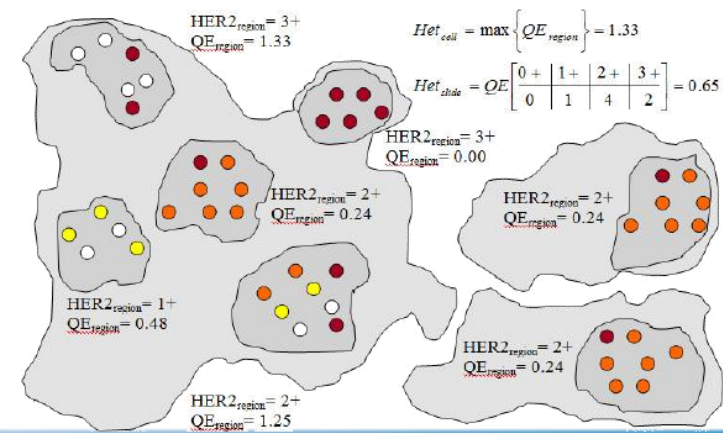 HER2region= 3+
QEregion= 1.33
Hetcell = max{QEregion} = 1.33
Hetslide = QE[0+ | 1+ | 2+ | 3+
0 | 1 | 4 | 2] = 0.65
HER2region= 3+
QEregion= 0.00
HER2region= 2+
QEregion= 0.24
HER2region= 2+
QEregion= 0.24
HER2region= 1+
QEregion= 0.48
HER2region= 2+
QEregion= 0.24
HER2region= 2+
QEregion= 1.25